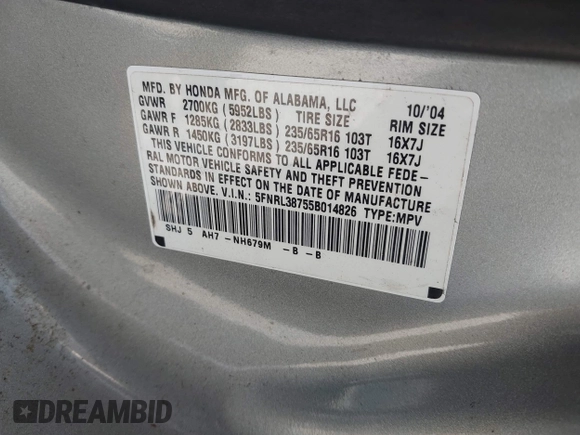 MFD. BY HONDA MFG. OF ALABAMA, LLC 10/'04
GVWR 2700KG (5952LBS) TIRE SIZE RIM SIZE
GAWR F 1285KG (2833LBS) 235/65R16 103T 16X7J
GAWR R 1450KG (3197LBS) 235/65R16 103T 16X7J
THIS VEHICLE CONFORMS TO ALL APPLICABLE FEDE-
RAL MOTOR VEHICLE SAFETY AND THEFT PREVENTION
STANDARDS IN EFFECT ON THE DATE OF MANUFACTURE
SHOWN ABOVE. V.I.N.: 5FNRL38755B014826 TYPE:MPV
SHJ 5 AH7 -NH679M -B -B
DREAMBID